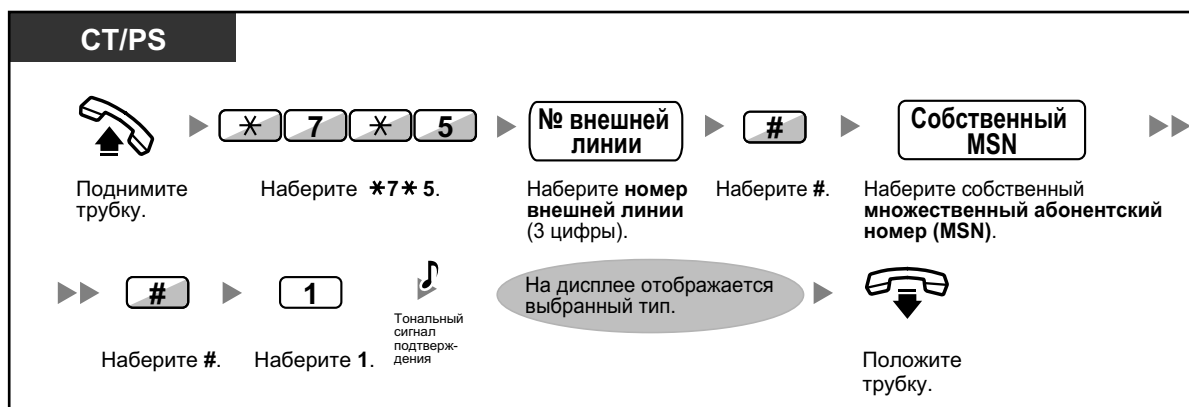 CT/PS
✳ 7 ✳ 5
№ внешней
линии
#
Собственный
MSN
Поднимите
трубку.
Наберите ✳7✳ 5.
Наберите номер
внешней линии
(3 цифры).
Наберите #.
Наберите собственный
множественный абонентский
номер (MSN).
#
1
Тональный
сигнал
подтверж-
дения
На дисплее отображается
выбранный тип.
Наберите #.
Наберите 1.
Положите
трубку.